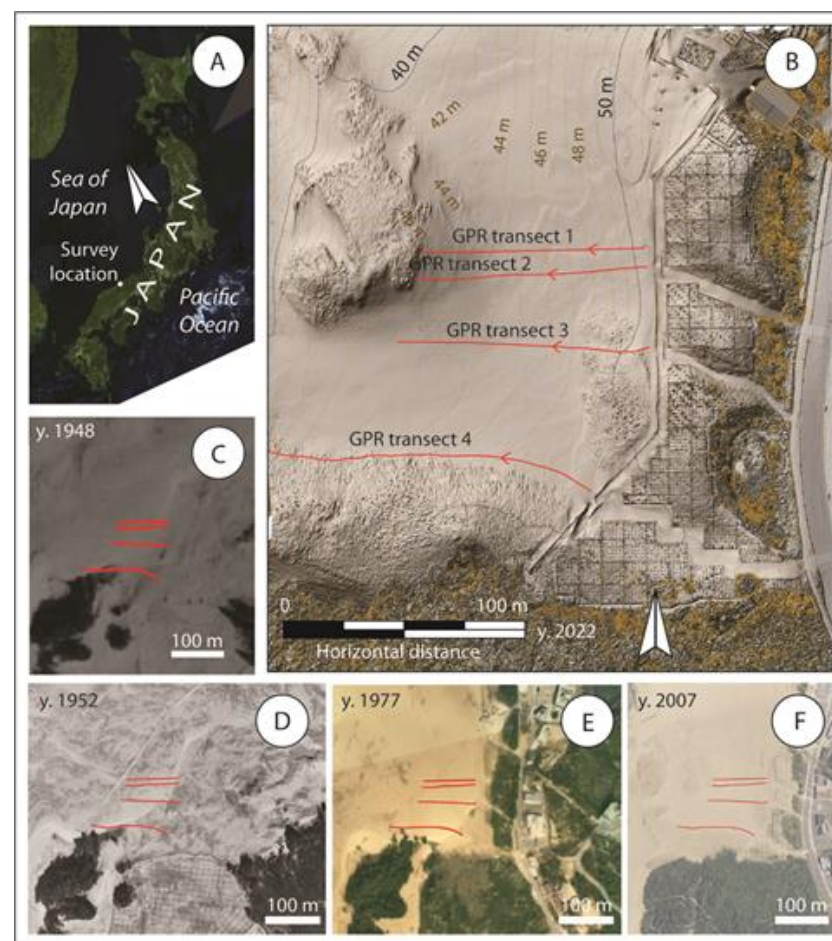 A
Sea of
Japan
JAPAN
Survey
location
Pacific
Ocean
B
40 m
50 m
42 m
44 m
46 m
48 m
44 m
GPR transect 1
GPR transect 2
GPR transect 3
GPR transect 4
0
100 m
y. 2022
Horizontal distance
y. 1948
C
100 m
y. 1952
D
100 m
y. 1977
E
100 m
y. 2007
F
100 m